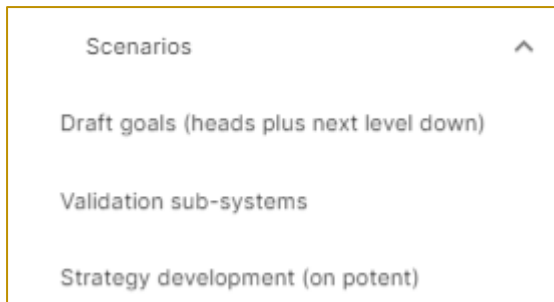 Scenarios
Draft goals (heads plus next level down)
Validation sub-systems
Strategy development (on potent)